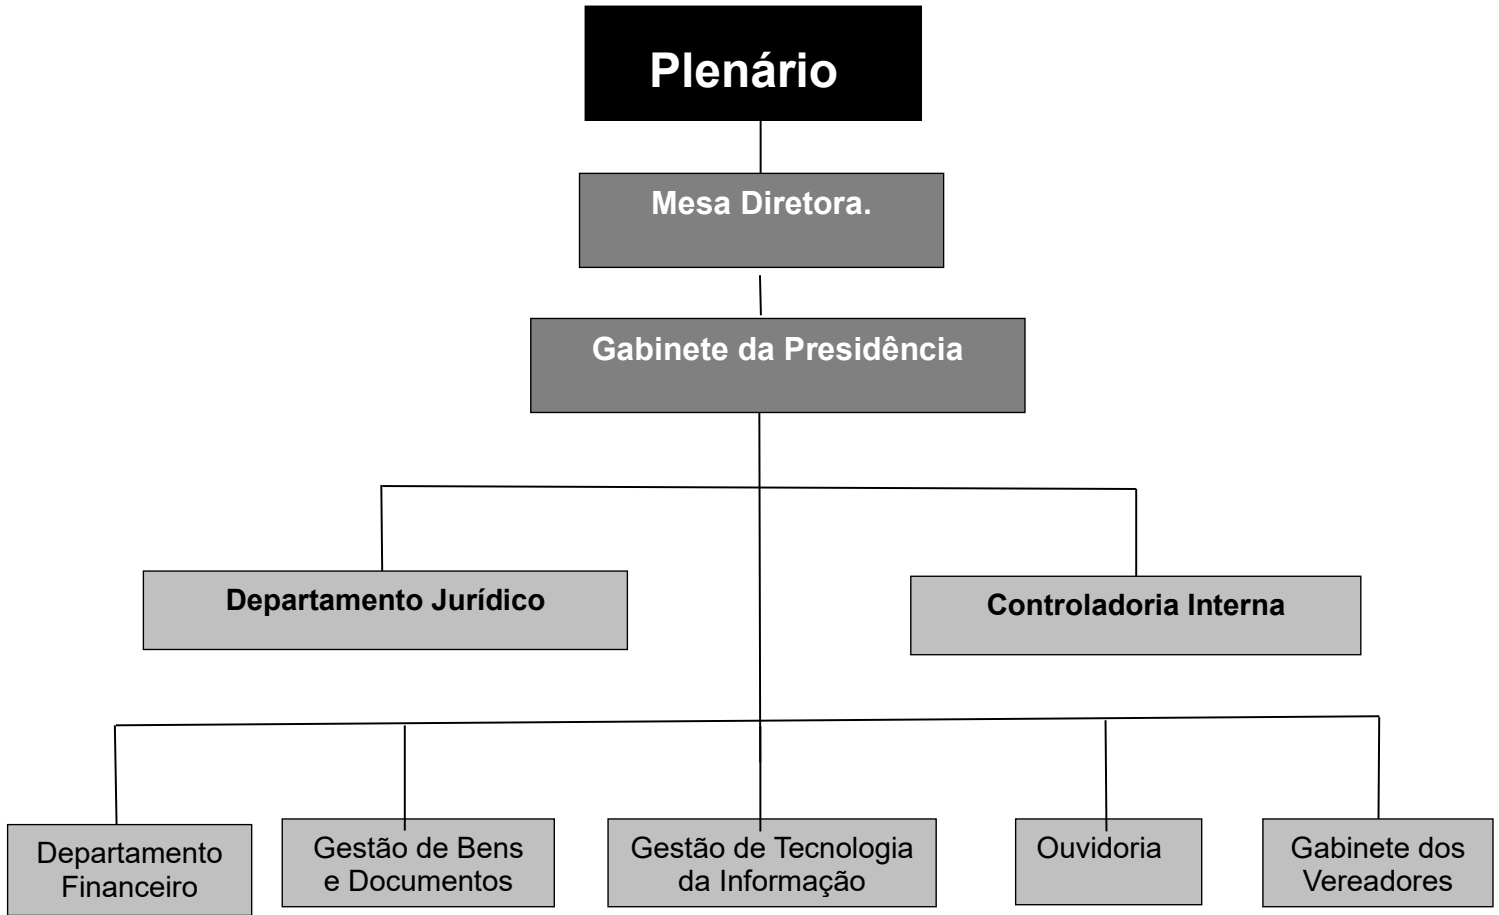 Plenário
Mesa Diretora.
Gabinete da Presidência
Departamento Jurídico
Controladoria Interna
Departamento
Financeiro
Gestão de Bens
e Documentos
Gestão de Tecnologia
da Informação
Ouvidoria
Gabinete dos
Vereadores